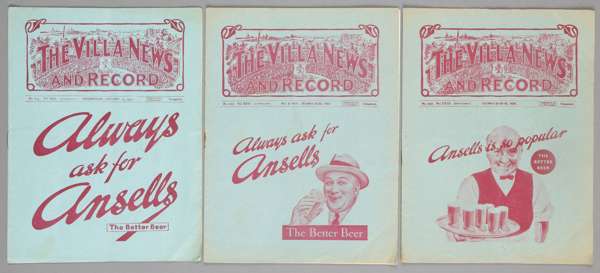 THE VILLA NEWS
AND RECORD
Always
ask for
Ansells
The Better Beer
THE VILLA NEWS
AND RECORD
Always ask for
Ansells
The Better Beer
THE VILLA NEWS
AND RECORD
Ansells is so popular
THE
BETTER
BEER